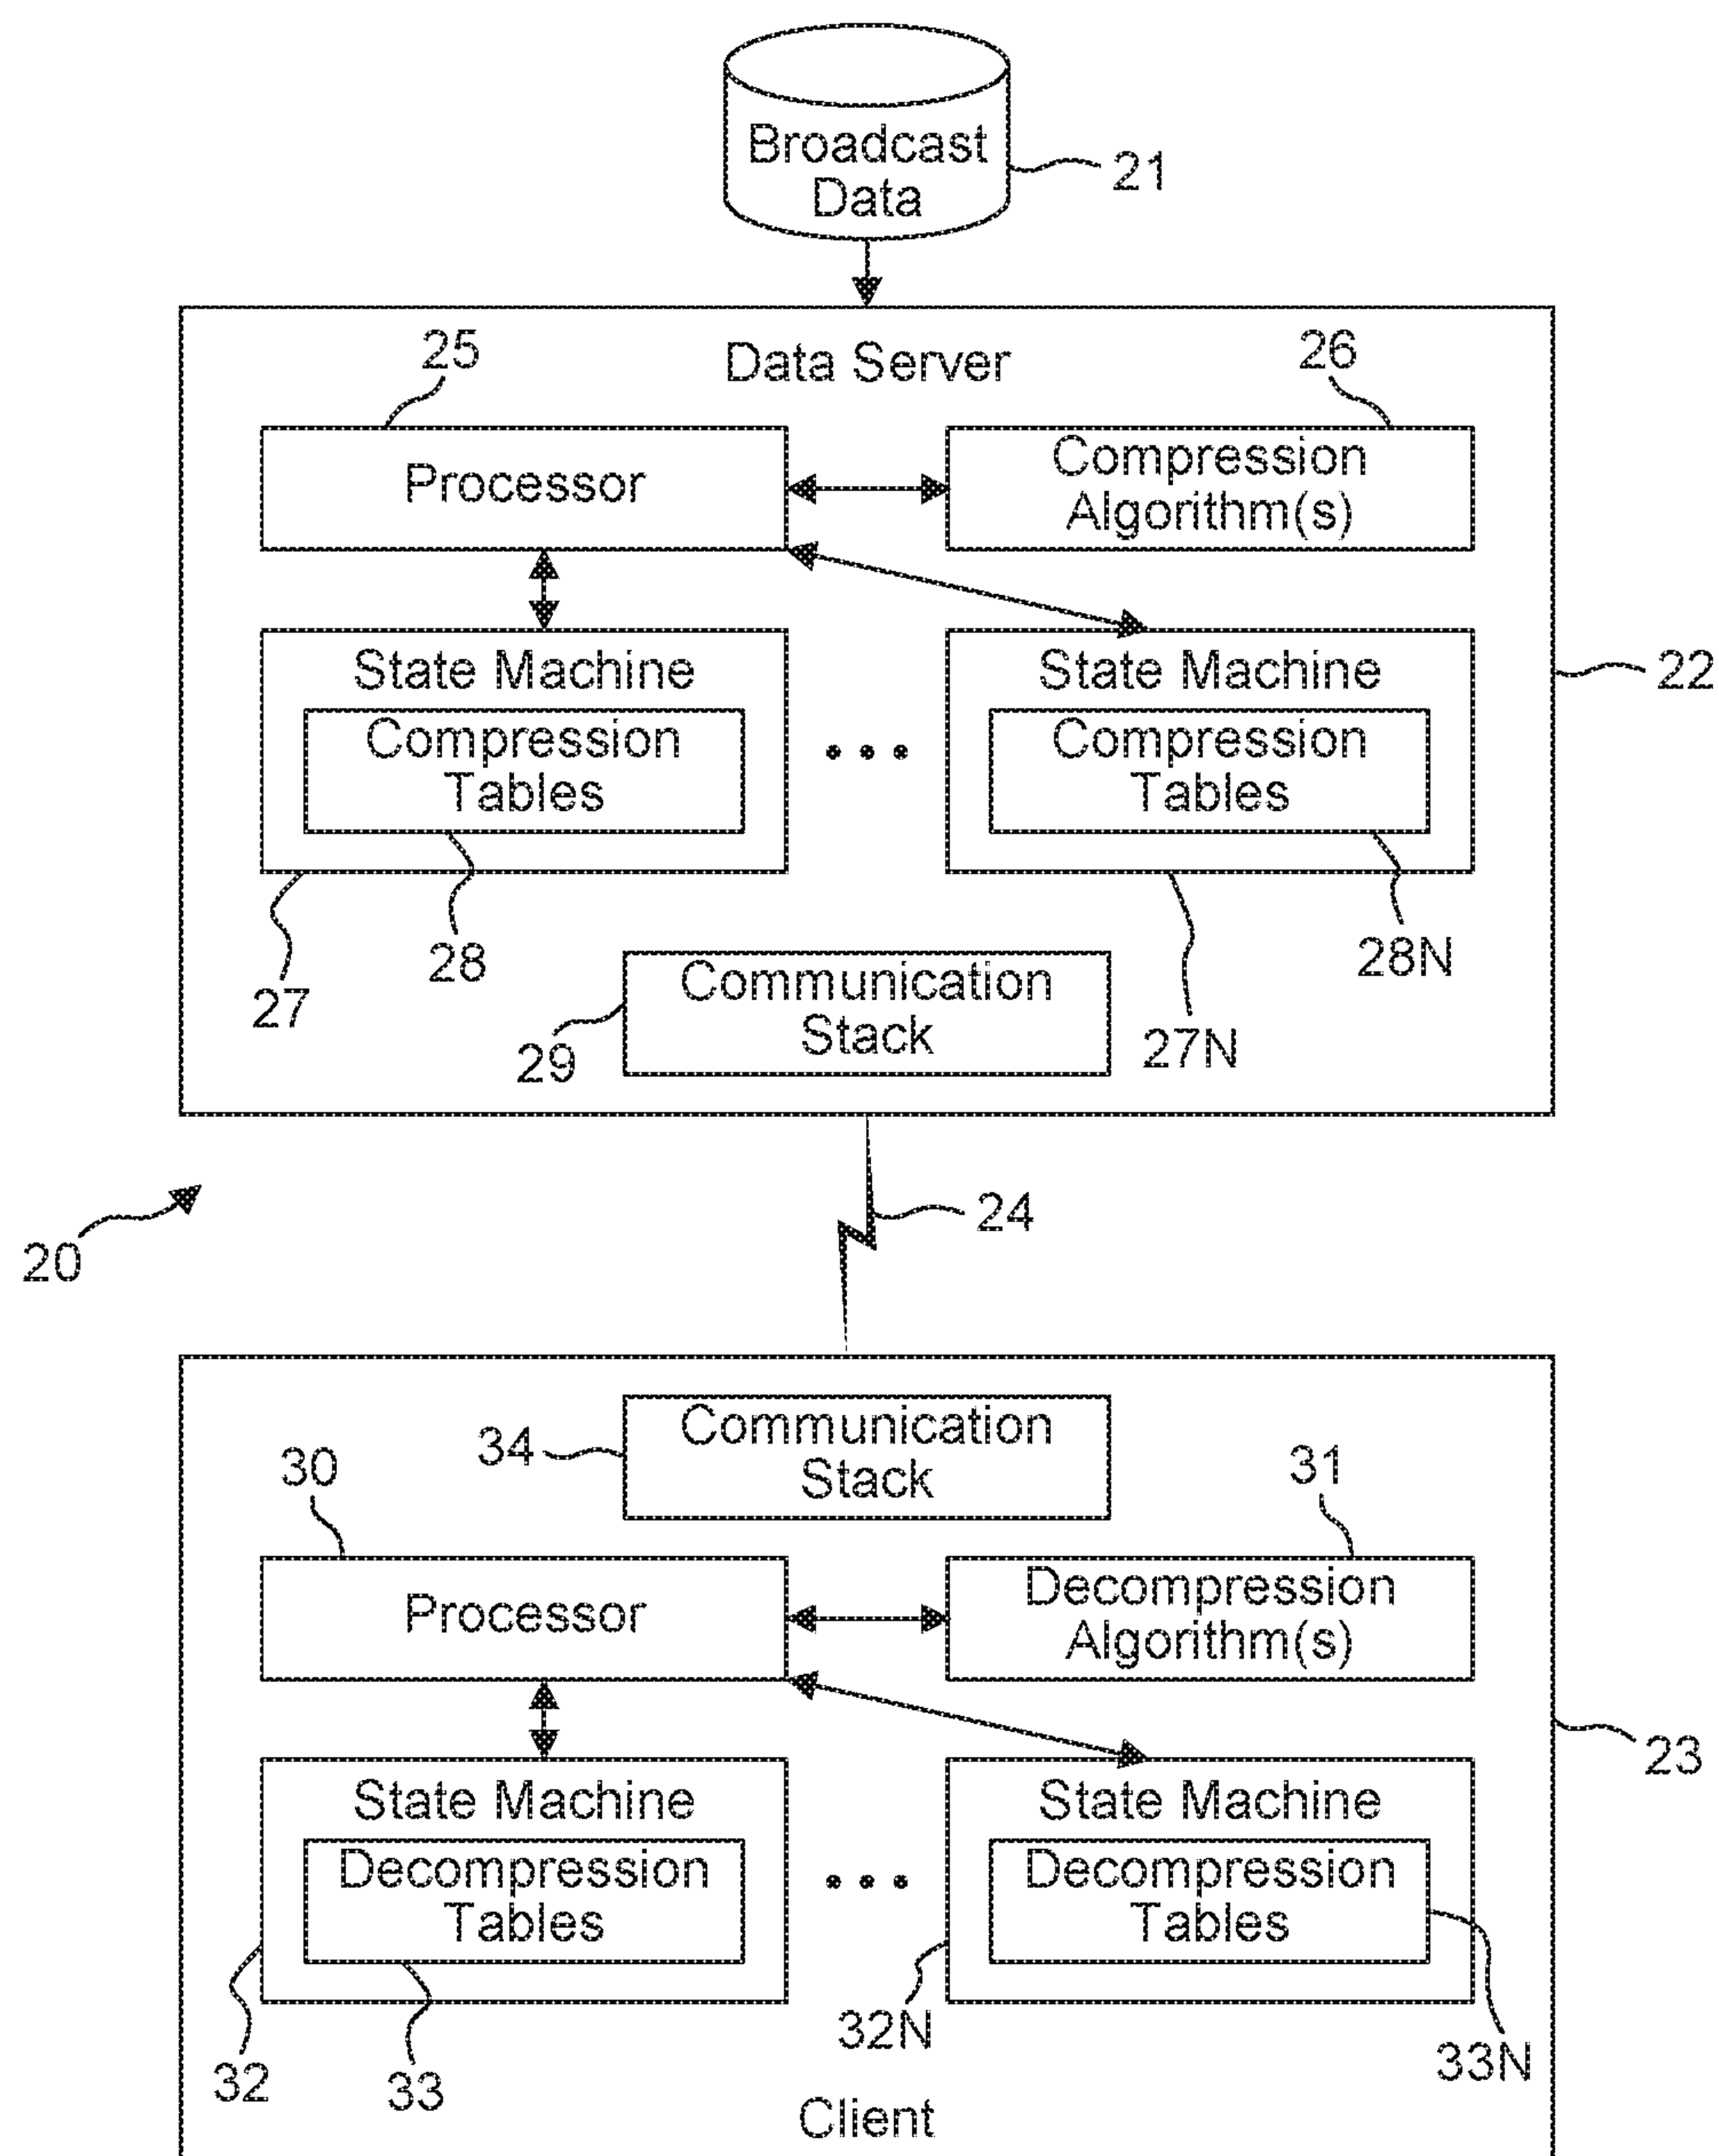 Broadcast
Data
21
25
Data Server
26
Processor
Compression
Algorithm(s)
State Machine
State Machine
22
Compression
Tables
Compression
Tables
28
28N
27
Communication
Stack
29
27N
24
20
34
Communication
Stack
30
31
Processor
Decompression
Algorithm(s)
23
State Machine
State Machine
Decompression
Tables
Decompression
Tables
32N
32
33
33N
Client